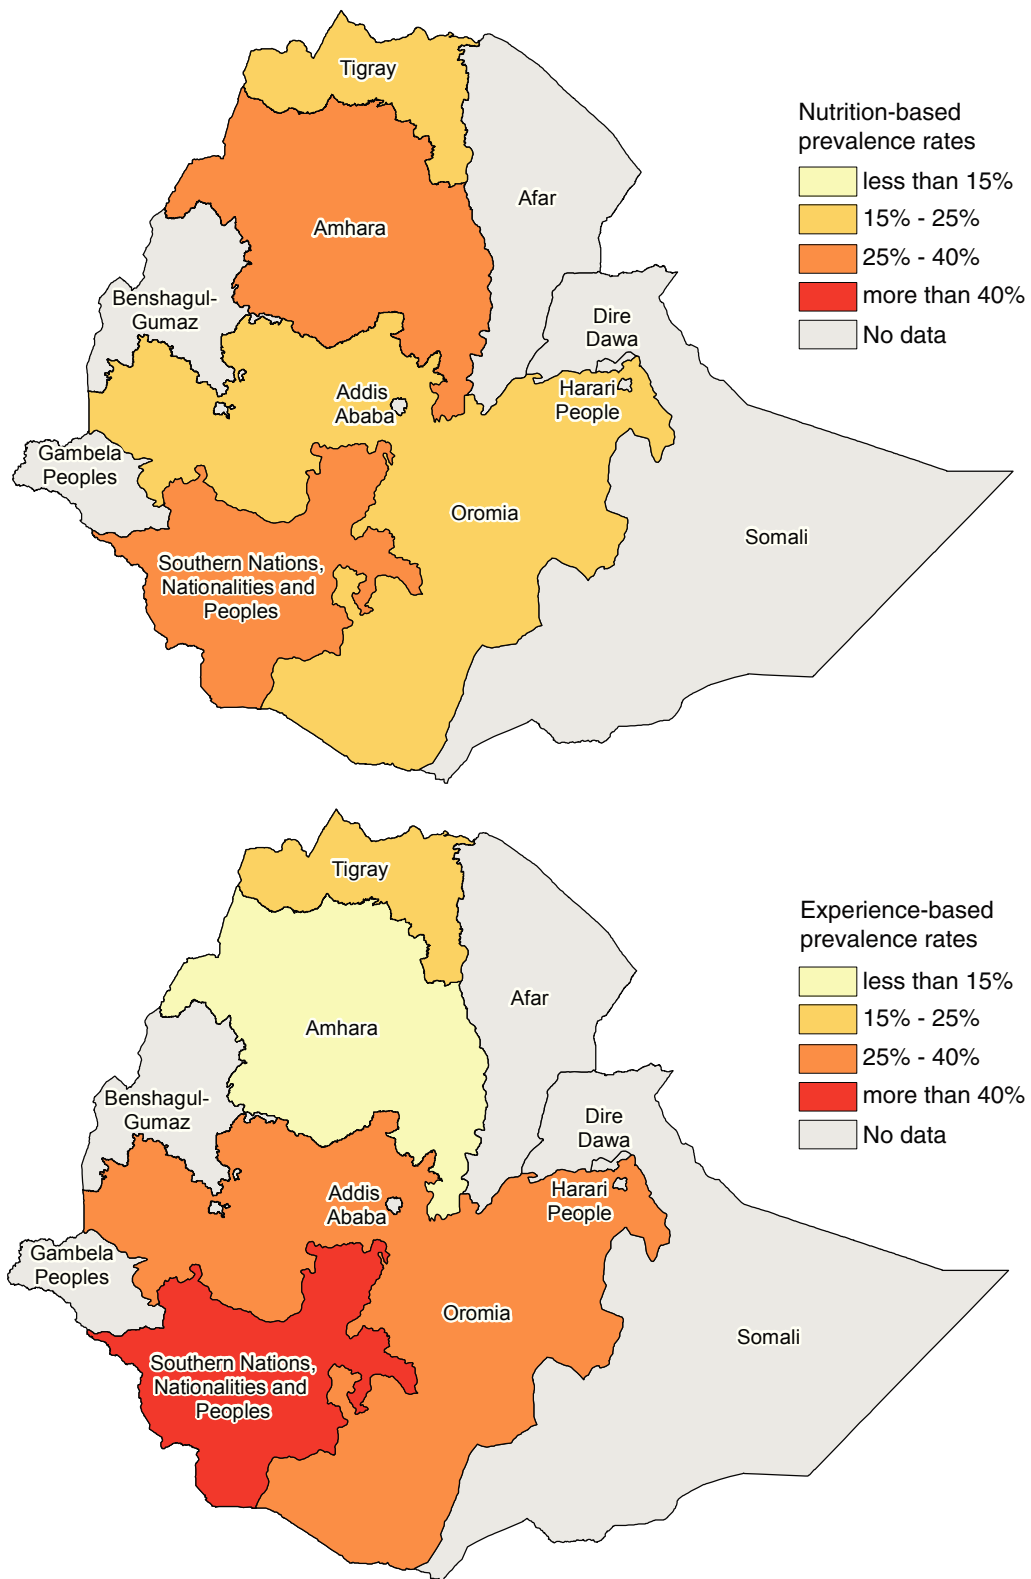 Tigray
Afar
Amhara
Benshagul-
Gumaz
Dire
Dawa
Addis
Ababa
Harari
People
Gambela
Peoples
Oromia
Somali
Southern Nations,
Nationalities and
Peoples
Nutrition-based
prevalence rates
less than 15%
15% - 25%
25% - 40%
more than 40%
No data
Tigray
Afar
Amhara
Benshagul-
Gumaz
Dire
Dawa
Addis
Ababa
Harari
People
Gambela
Peoples
Oromia
Somali
Southern Nations,
Nationalities and
Peoples
Experience-based
prevalence rates
less than 15%
15% - 25%
25% - 40%
more than 40%
No data